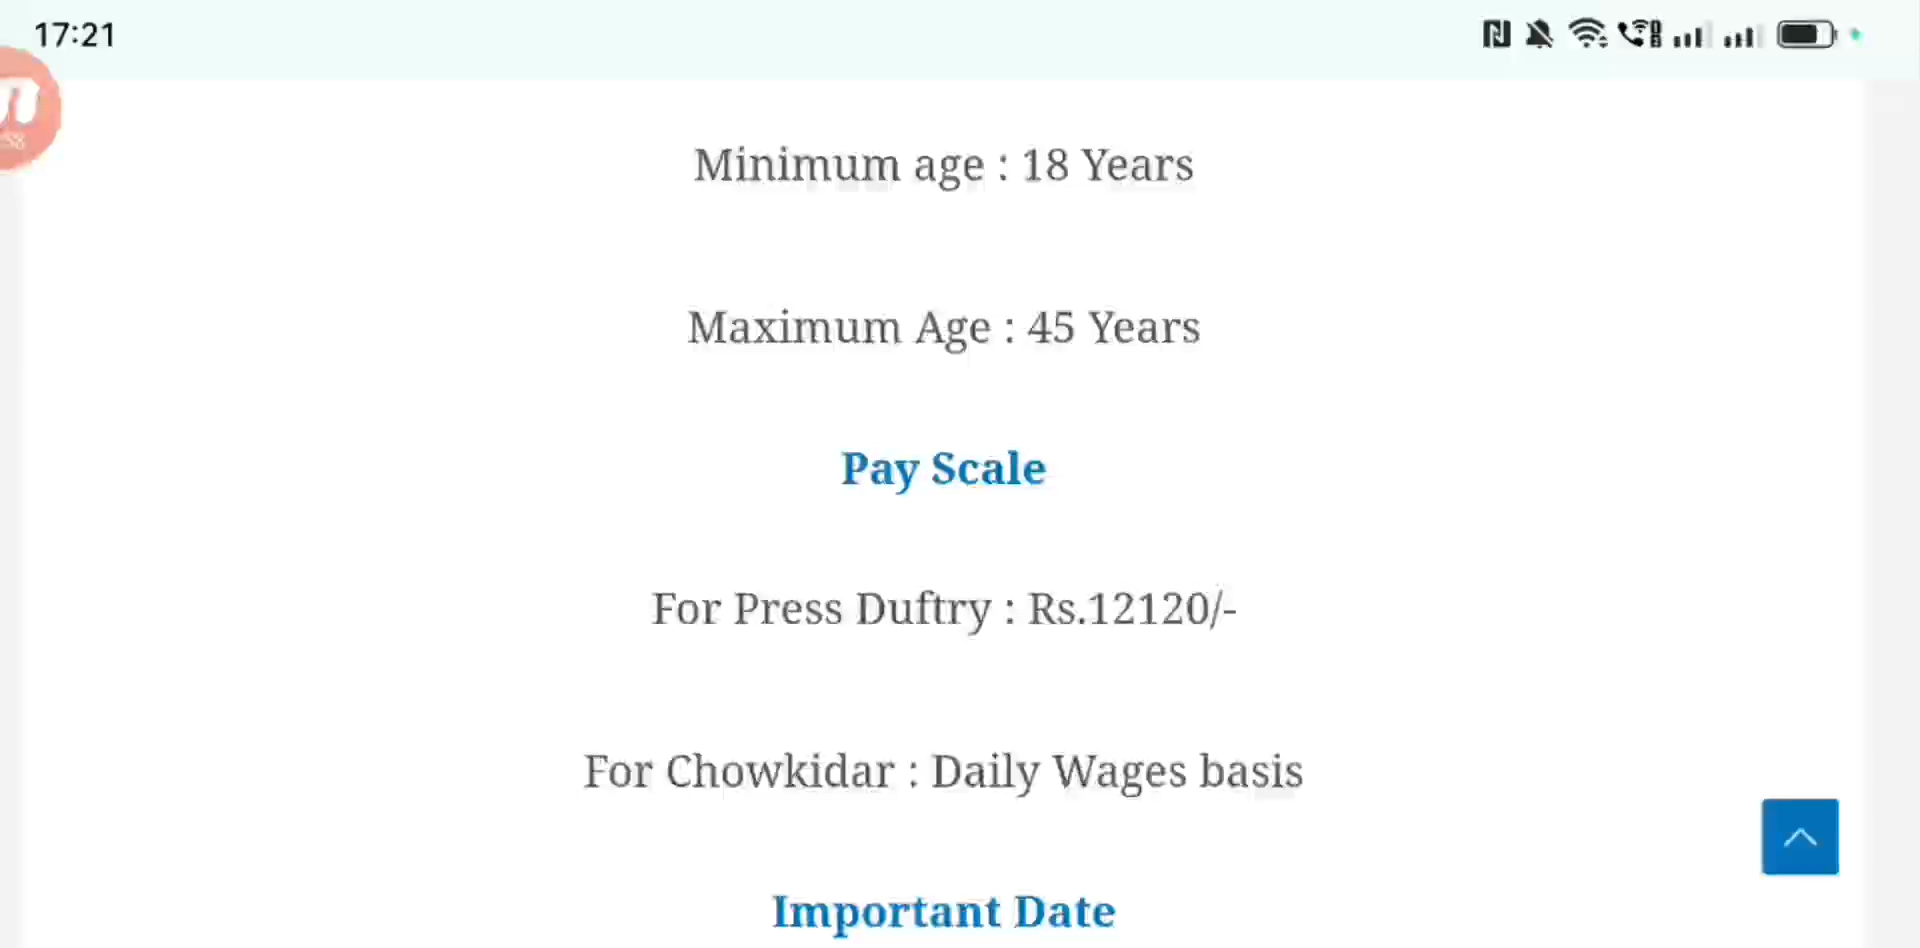 17:21
:58
Minimum age : 18 Years
Maximum Age : 45 Years
Pay Scale
For Press Duftry : Rs.12120/-
For Chowkidar : Daily Wages basis
Important Date